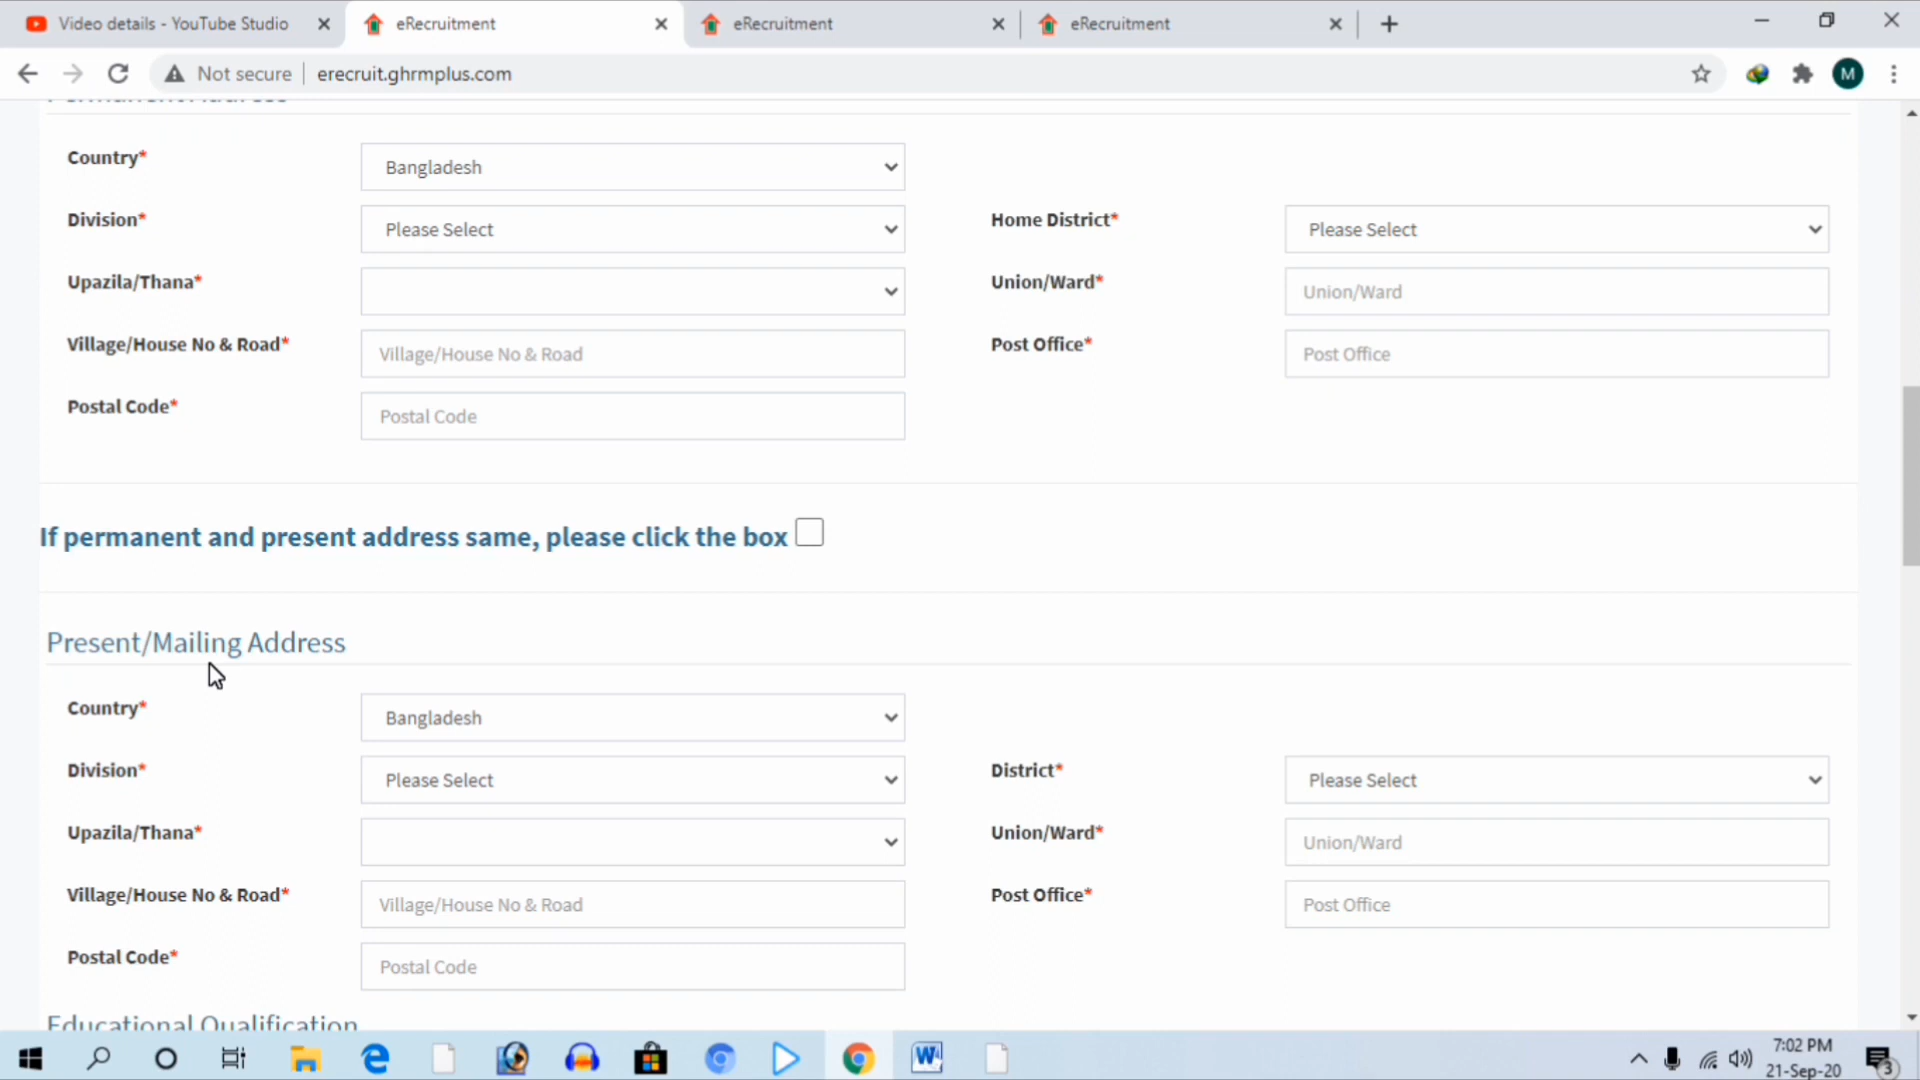 Video details - YouTube Studio
eRecruitment
eRecruitment
eRecruitment
Not secure
erecruit.ghrmplus.com
M
Permanent Address
Country*
Bangladesh
Division*
Please Select
Home District*
Please Select
Upazila/Thana*
Union/Ward*
Union/Ward
Village/House No & Road*
Village/House No & Road
Post Office*
Post Office
Postal Code*
Postal Code
If permanent and present address same, please click the box
Present/Mailing Address
Country*
Bangladesh
Division*
Please Select
District*
Please Select
Upazila/Thana*
Union/Ward*
Union/Ward
Village/House No & Road*
Village/House No & Road
Post Office*
Post Office
Postal Code*
Postal Code
Educational Qualification
7:02 PM
21-Sep-20
3